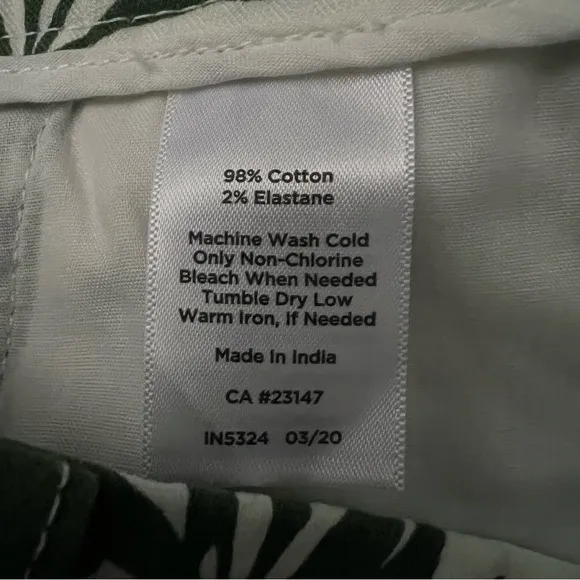 98% Cotton
2% Elastane
Machine Wash Cold
Only Non-Chlorine
Bleach When Needed
Tumble Dry Low
Warm Iron, If Needed
Made In India
CA #23147
IN5324 03/20